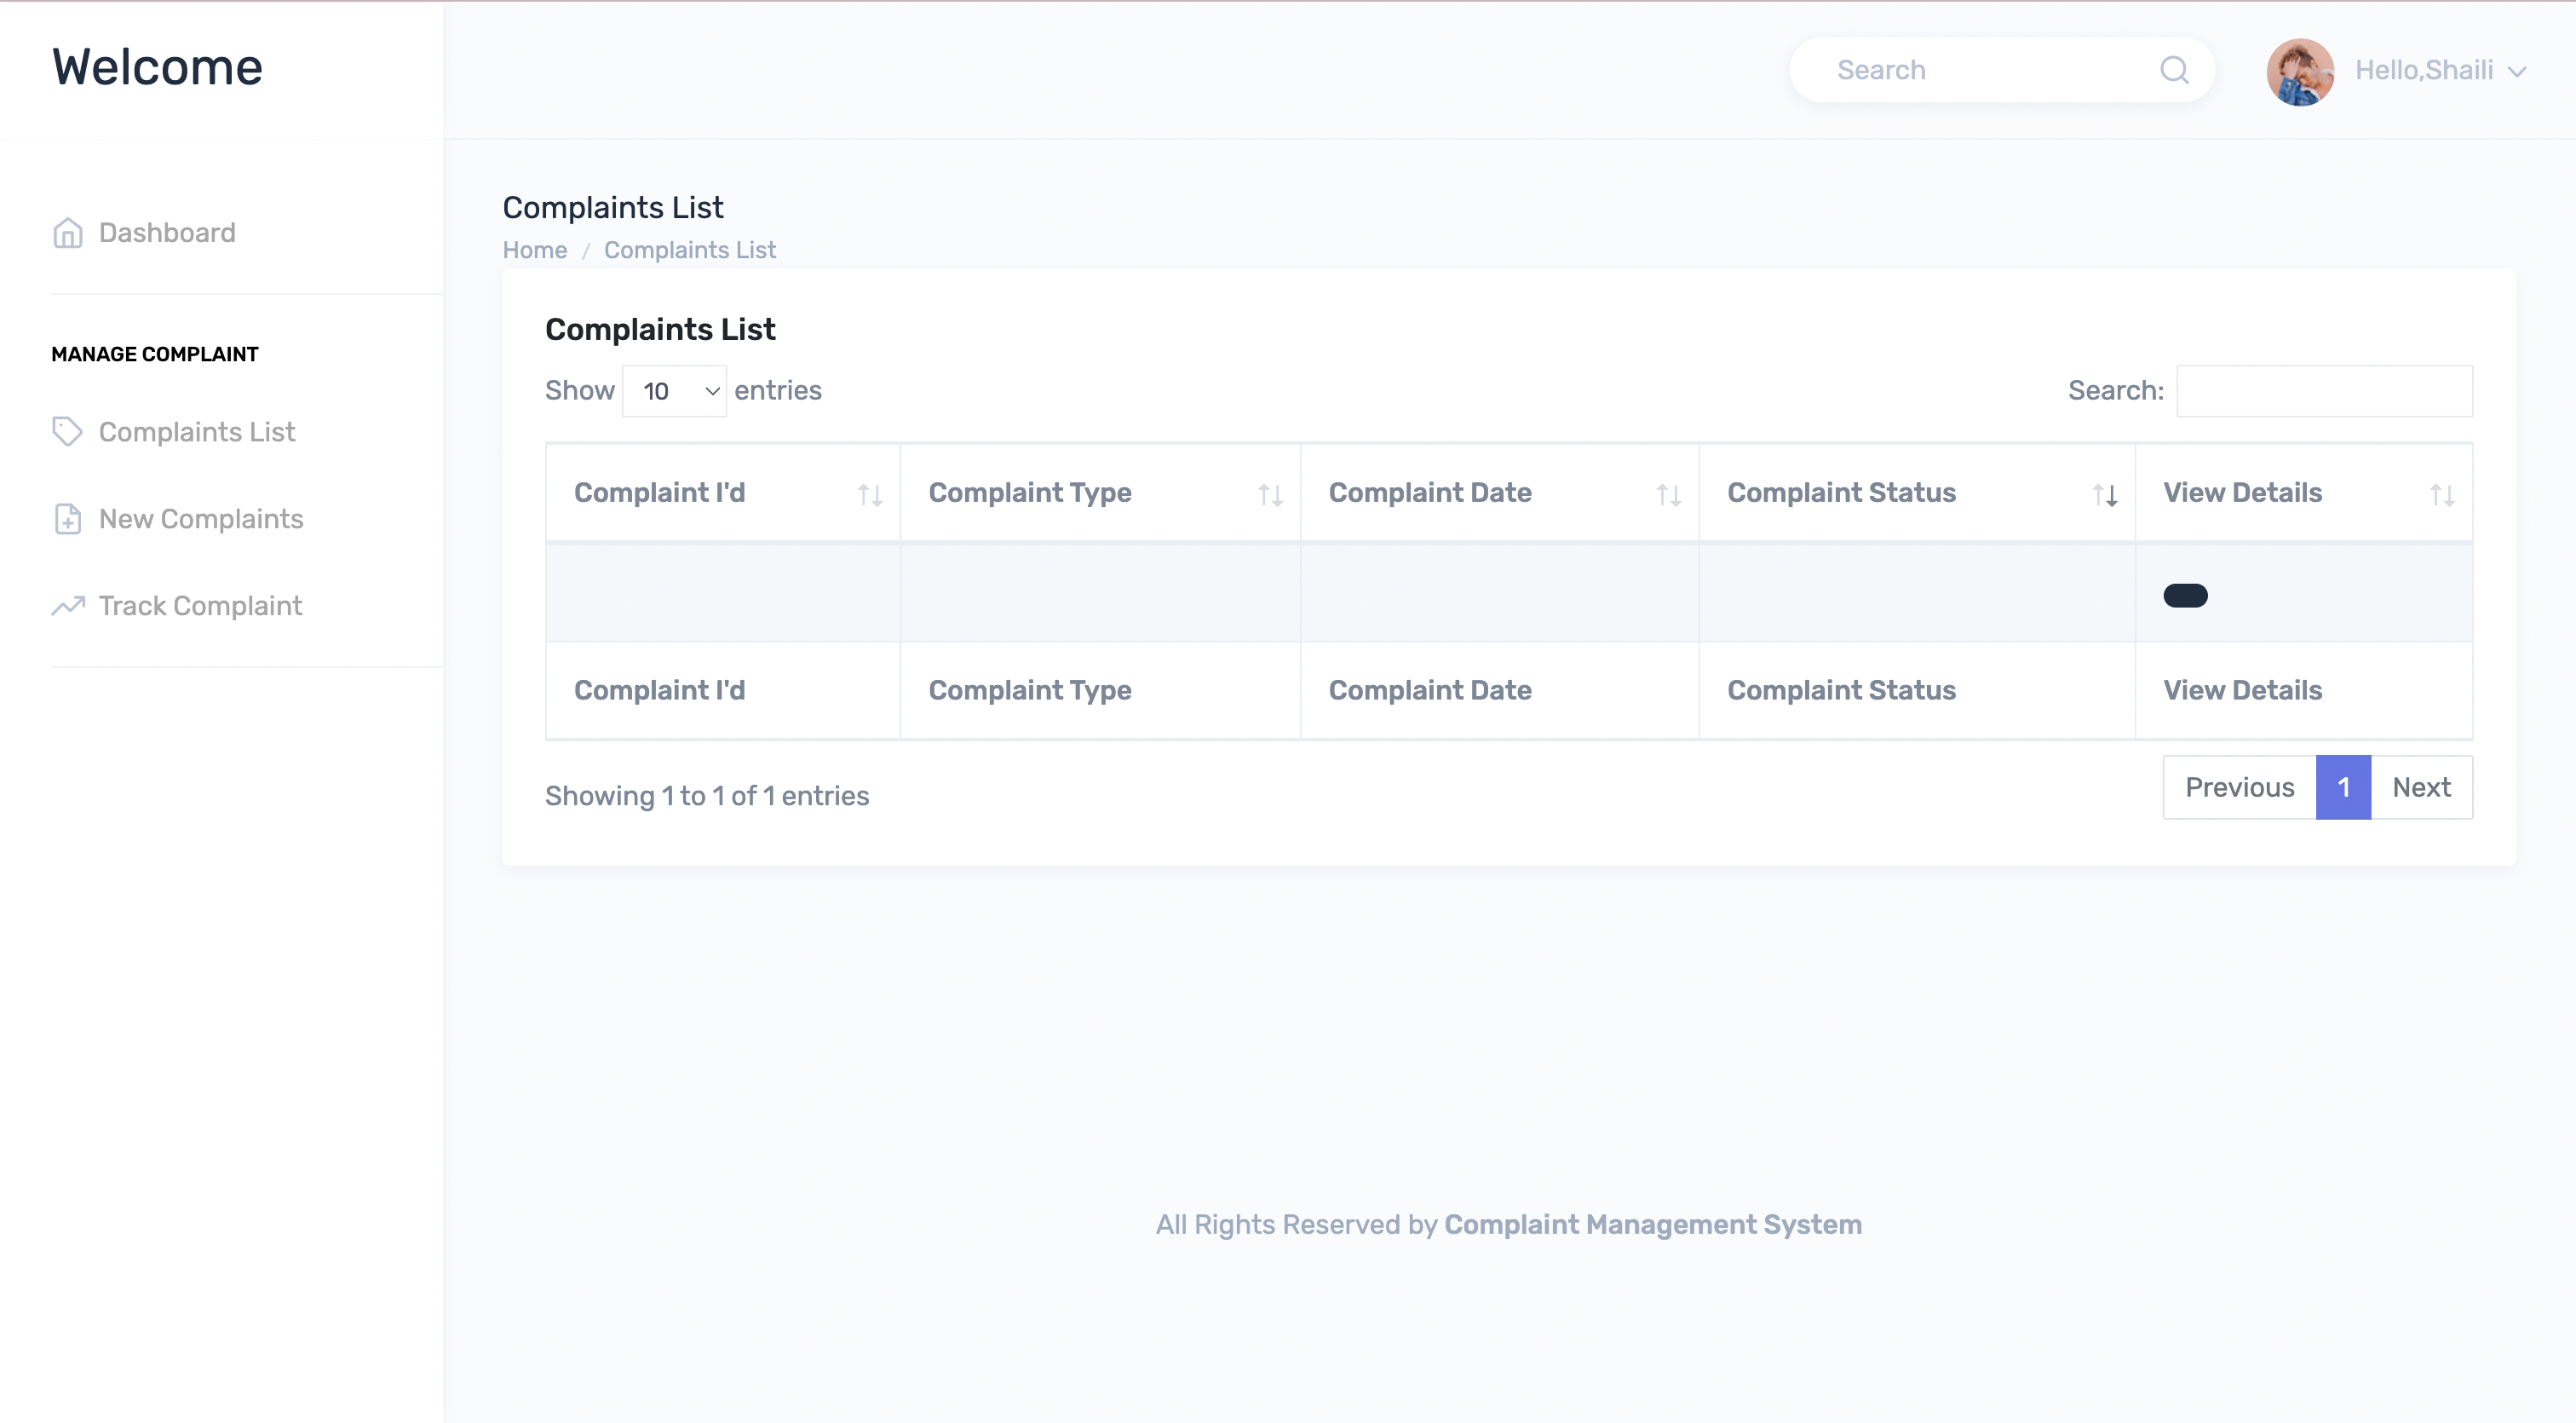 Welcome
Search
Hello,Shaili
Dashboard
MANAGE COMPLAINT
Complaints List
New Complaints
Track Complaint
Complaints List
Home / Complaints List
Complaints List
Show 10 entries
Search:
Complaint I'd Complaint Type Complaint Date Complaint Status View Details
Complaint I'd Complaint Type Complaint Date Complaint Status View Details
Showing 1 to 1 of 1 entries
Previous 1 Next
All Rights Reserved by Complaint Management System